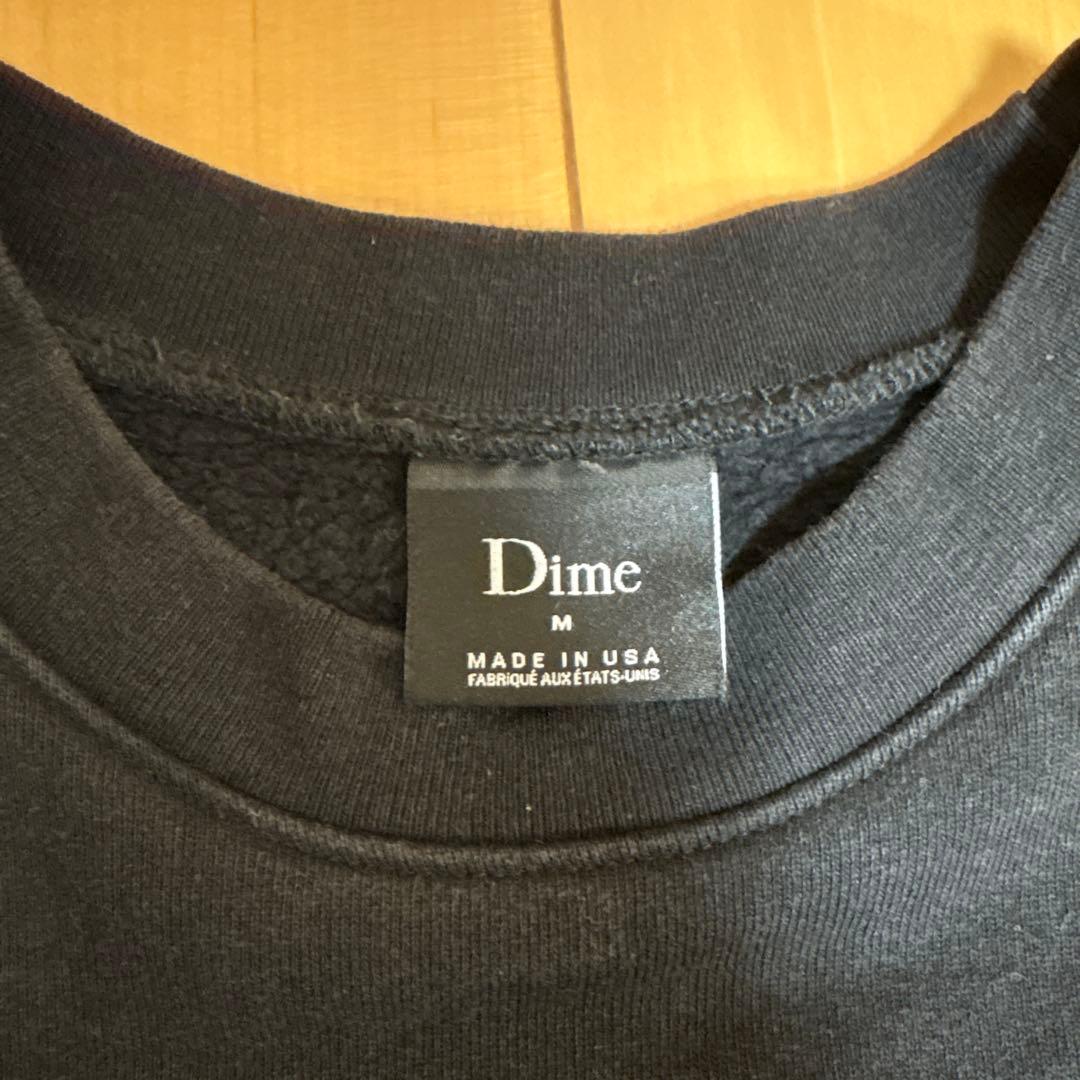 Dime
M
MADE IN USA
FABRIQUÉ AUX ÉTATS-UNIS